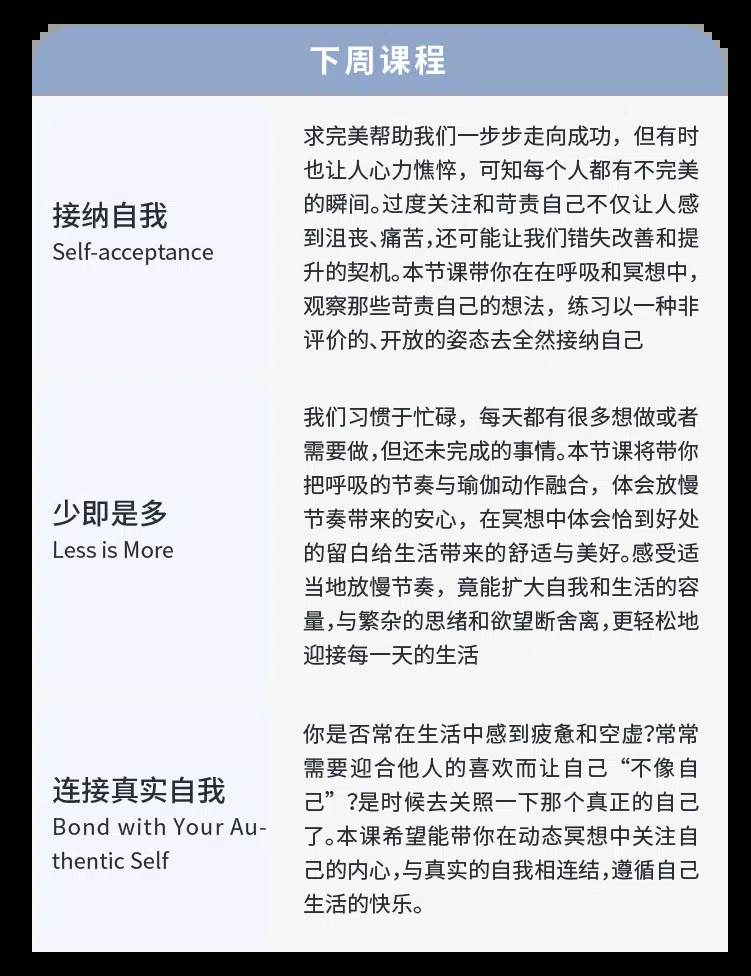 下周课程
接纳自我
Self-acceptance
求完美帮助我们一步步走向成功，但有时
也让人心力憔悴，可知每个人都有不完美
的瞬间。过度关注和苛责自己不仅让人感
到沮丧、痛苦，还可能让我们错失改善和提
升的契机。本节课带你在在呼吸和冥想中，
观察那些苛责自己的想法，练习以一种非
评价的、开放的姿态去全然接纳自己
少即是多
Less is More
我们习惯于忙碌，每天都有很多想做或者
需要做，但还未完成的事情。本节课将带你
把呼吸的节奏与瑜伽动作融合，体会放慢
节奏带来的安心，在冥想中体会恰到好处
的留白给生活带来的舒适与美好。感受适
当地放慢节奏，竟能扩大自我和生活的容
量，与繁杂的思绪和欲望断舍离，更轻松地
迎接每一天的生活
连接真实自我
Bond with Your Au-
thentic Self
你是否常在生活中感到疲惫和空虚？常常
需要迎合他人的喜欢而让自己“不像自
己”？是时候去关照一下那个真正的自己
了。本课希望能带你在动态冥想中关注自
己的内心，与真实的自我相连结，遵循自己
生活的快乐。